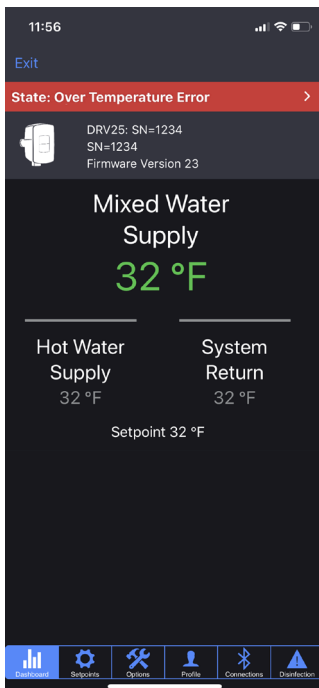 11:56
Exit
State: Over Temperature Error
DRV25: SN=1234
SN=1234
Firmware Version 23
Mixed Water
Supply
32 °F
Hot Water
Supply
32 °F
System
Return
32 °F
Setpoint 32 °F
Dashboard Setpoints Options Profile Connections Disinfection